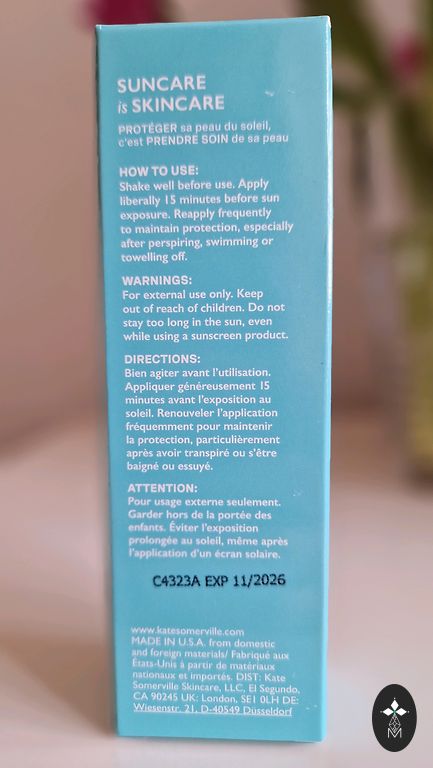 SUNCARE
is SKINCARE
PROTÉGER sa peau du soleil,
c'est PRENDRE SOIN de sa peau
HOW TO USE:
Shake well before use. Apply
liberally 15 minutes before sun
exposure. Reapply frequently
to maintain protection, especially
after perspiring, swimming or
towelling off.
WARNINGS:
For external use only. Keep
out of reach of children. Do not
stay too long in the sun, even
while using a sunscreen product.
DIRECTIONS:
Bien agiter avant l'utilisation.
Appliquer généreusement 15
minutes avant l'exposition au
soleil. Renouveler l'application
fréquemment pour maintenir
la protection, particulièrement
après avoir transpiré ou s'être
baigné ou essuyé.
ATTENTION:
Pour usage externe seulement.
Garder hors de la portée des
enfants. Éviter l'exposition
prolongée au soleil, même après
l'application d'un écran solaire.
C4323A EXP 11/2026
www.katesomerville.com
MADE IN U.S.A. from domestic
and foreign materials/ Fabriqué aux
États-Unis à partir de matériaux
nationaux et importés. DIST: Kate
Somerville Skincare, LLC, El Segundo,
CA 90245 UK: London, SE1 0LH DE:
Wiesenstr. 21, D-40549 Düsseldorf